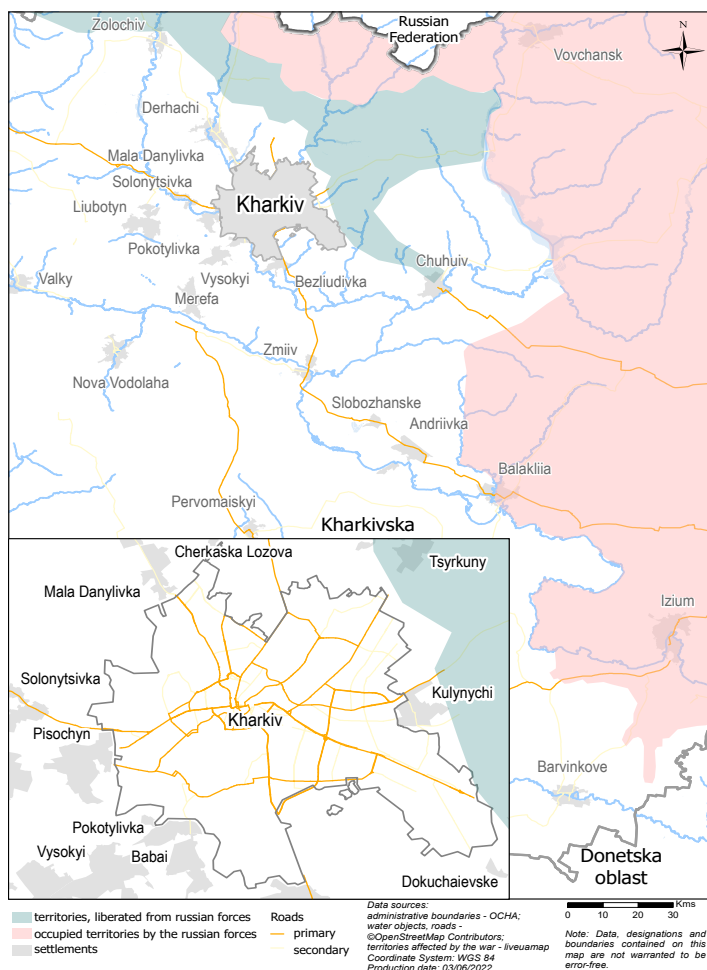 Russian
Federation
N
Zolochiv
Vovchansk
Derhachi
Mala Danylivka
Solonytsivka
Kharkiv
Liubotyn
Pokotylivka
Chuhuiv
Vysokyi
Bezliudivka
Valky
Merefa
Zmiiv
Nova Vodolaha
Slobozhanske
Andriivka
Balakliia
Pervomaiskyi
Kharkivska
Izium
Barvinkove
Donetska
oblast
Cherkaska Lozova
Tsyrkuny
Mala Danylivka
Solonytsivka
Kulynychi
Kharkiv
Pisochyn
Pokotylivka
Vysokyi
Babai
Dokuchaievske
territories, liberated from russian forces
occupied territories by the russian forces
settlements
Roads
primary
secondary
Data sources:
administrative boundaries - OCHA;
water objects, roads -
©OpenStreetMap Contributors;
territories affected by the war - liveuamap
Coordinate System: WGS 84
Production date: 03/06/2022
Kms
0 10 20 30
Note: Data, designations and
boundaries contained on this
map are not warranted to be
error-free.